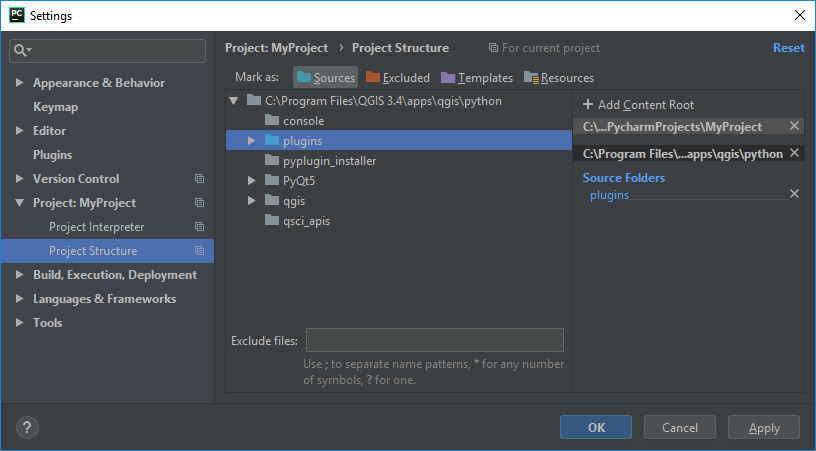 PC Settings
Project: MyProject › Project Structure For current project Reset
Mark as: Sources Excluded Templates Resources
Appearance & Behavior
Keymap
Editor
Plugins
Version Control
Project: MyProject
Project Interpreter
Project Structure
Build, Execution, Deployment
Languages & Frameworks
Tools
C:\Program Files\QGIS 3.4\apps\qgis\python
console
plugins
pyplugin_installer
PyQt5
qgis
qsci_apis
+ Add Content Root
C:\...PycharmProjects\MyProject
C:\Program Files\...apps\qgis\python
Source Folders
plugins
Exclude files:
Use ; to separate name patterns, * for any number
of symbols, ? for one.
? OK Cancel Apply